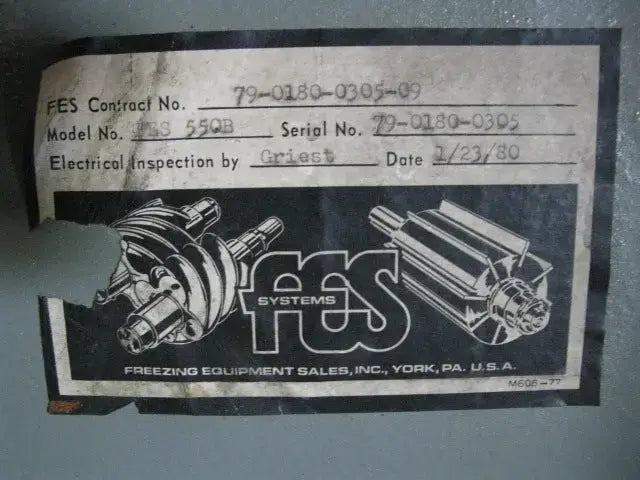 FES Contract No. 79-0180-0305-09
Model No. FES 55QB Serial No. 79-0180-0305
Electrical Inspection by Griest Date 1/23/80
FES
SYSTEMS
FREEZING EQUIPMENT SALES, INC., YORK, PA. U.S.A.
M606-77